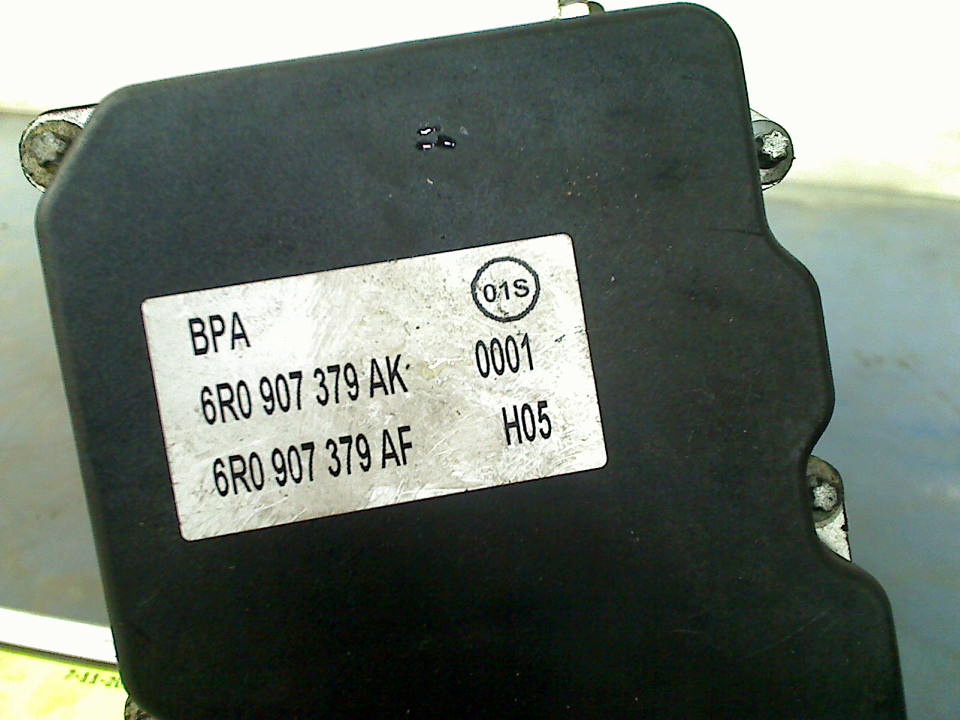 01S
BPA
6R0 907 379 AK 0001
6R0 907 379 AF H05